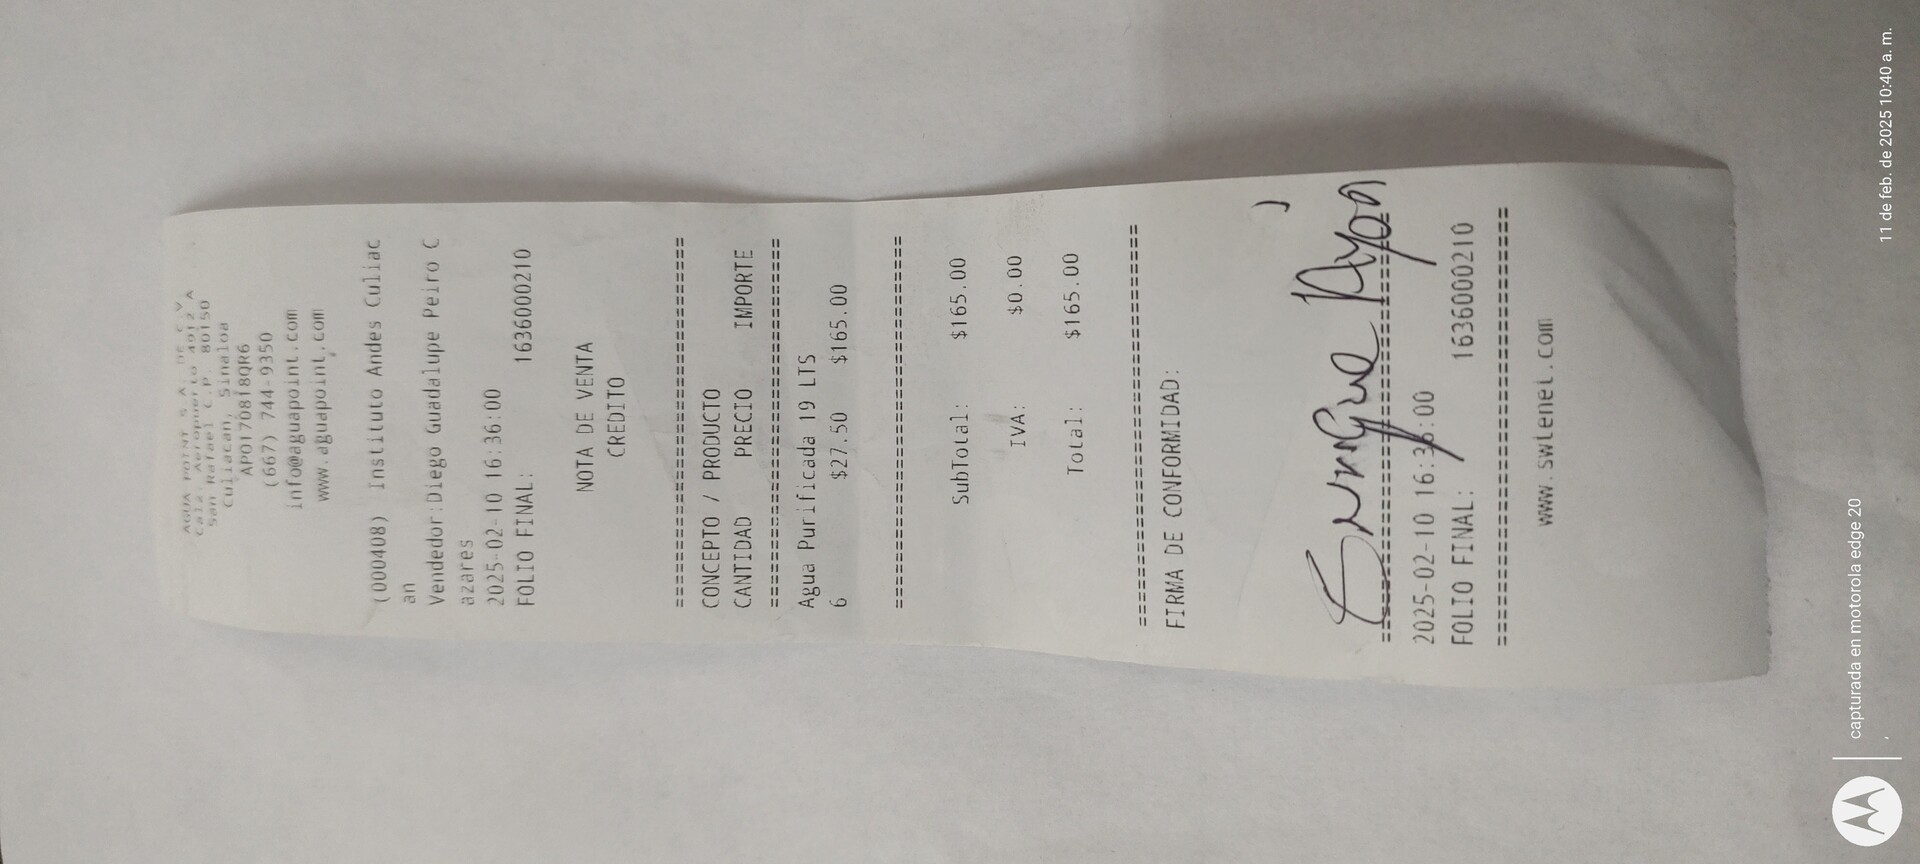 AGUA POINT S.A. DE C.V.
Calz. Aeropuerto 4912 A
San Rafael C.P. 80150
Culiacan, Sinaloa
APO170818QR6
(667) 744-9350
info@aguapoint.com
www.aguapoint.com
(000408) Instituto Andes Culiac
an
Vendedor:Diego Guadalupe Peiro C
azares
2025-02-10 16:36:00
FOLIO FINAL: 1636000210
NOTA DE VENTA
CREDITO
================================
CONCEPTO / PRODUCTO
CANTIDAD PRECIO IMPORTE
================================
Agua Purificada 19 LTS
6 $27.50 $165.00
================================
SubTotal: $165.00
IVA: $0.00
Total: $165.00
================================
FIRMA DE CONFORMIDAD:
Enrique Ayon
================================
2025-02-10 16:36:00
FOLIO FINAL: 1636000210
================================
www.swtenet.com
capturada en motorola edge 20
11 de feb. de 2025 10:40 a. m.